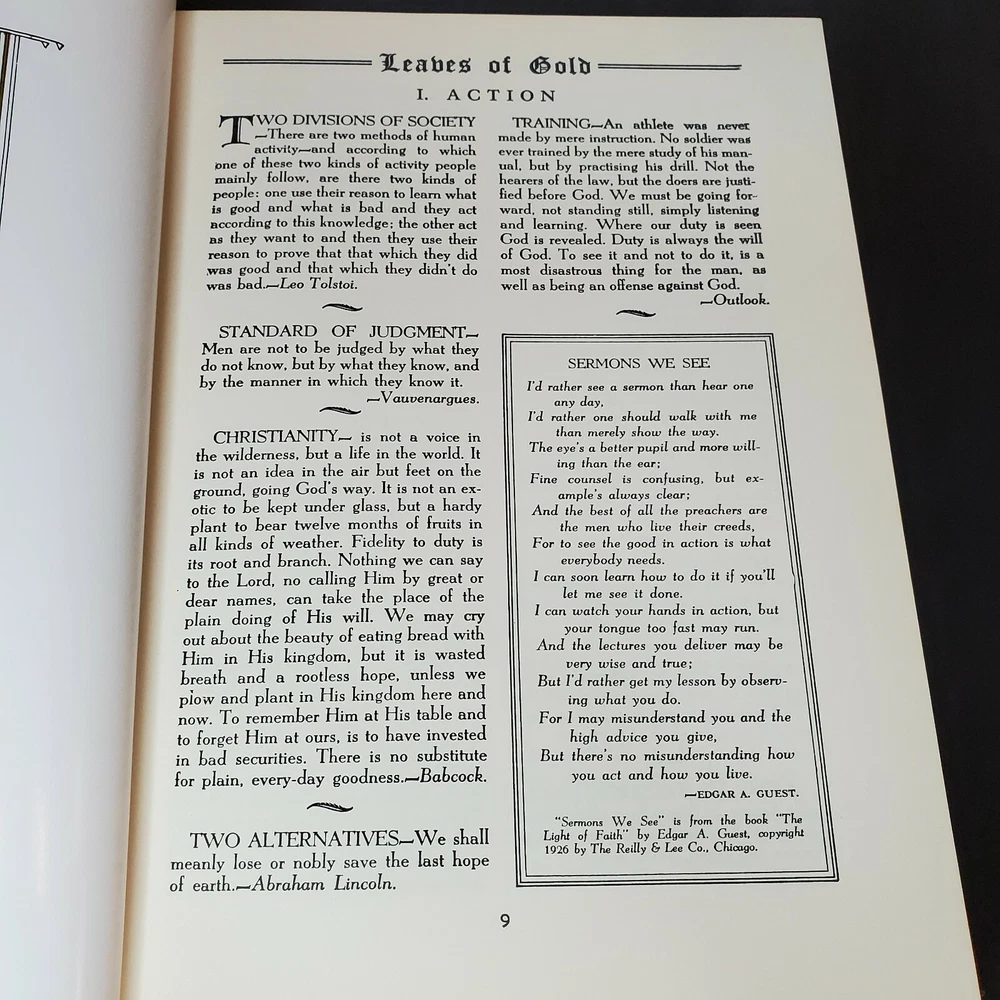 Leaves of Gold
I. ACTION
TWO DIVISIONS OF SOCIETY
—There are two methods of human
activity—and according to which
one of these two kinds of activity people
mainly follow, are there two kinds of
people: one use their reason to learn what
is good and what is bad and they act
according to this knowledge; the other act
as they want to and then they use their
reason to prove that that which they did
was good and that which they didn't do
was bad.—Leo Tolstoi.
STANDARD OF JUDGMENT—
Men are not to be judged by what they
do not know, but by what they know, and
by the manner in which they know it.
—Vauvenargues.
CHRISTIANITY— is not a voice in
the wilderness, but a life in the world. It
is not an idea in the air but feet on the
ground, going God's way. It is not an ex-
otic to be kept under glass, but a hardy
plant to bear twelve months of fruits in
all kinds of weather. Fidelity to duty is
its root and branch. Nothing we can say
to the Lord, no calling Him by great or
dear names, can take the place of the
plain doing of His will. We may cry
out about the beauty of eating bread with
Him in His kingdom, but it is wasted
breath and a rootless hope, unless we
plow and plant in His kingdom here and
now. To remember Him at His table and
to forget Him at ours, is to have invested
in bad securities. There is no substitute
for plain, every-day goodness.—Babcock.
TWO ALTERNATIVES—We shall
meanly lose or nobly save the last hope
of earth.—Abraham Lincoln.
TRAINING—An athlete was never
made by mere instruction. No soldier was
ever trained by the mere study of his man-
ual, but by practising his drill. Not the
hearers of the law, but the doers are justi-
fied before God. We must be going for-
ward, not standing still, simply listening
and learning. Where our duty is seen
God is revealed. Duty is always the will
of God. To see it and not to do it, is a
most disastrous thing for the man, as
well as being an offense against God.
—Outlook.
SERMONS WE SEE
I'd rather see a sermon than hear one
any day,
I'd rather one should walk with me
than merely show the way.
The eye's a better pupil and more will-
ing than the ear;
Fine counsel is confusing, but ex-
ample's always clear;
And the best of all the preachers are
the men who live their creeds,
For to see the good in action is what
everybody needs.
I can soon learn how to do it if you'll
let me see it done.
I can watch your hands in action, but
your tongue too fast may run.
And the lectures you deliver may be
very wise and true;
But I'd rather get my lesson by observ-
ing what you do.
For I may misunderstand you and the
high advice you give,
But there's no misunderstanding how
you act and how you live.
—EDGAR A. GUEST.
"Sermons We See" is from the book "The
Light of Faith" by Edgar A. Guest, copyright
1926 by The Reilly & Lee Co., Chicago.
9